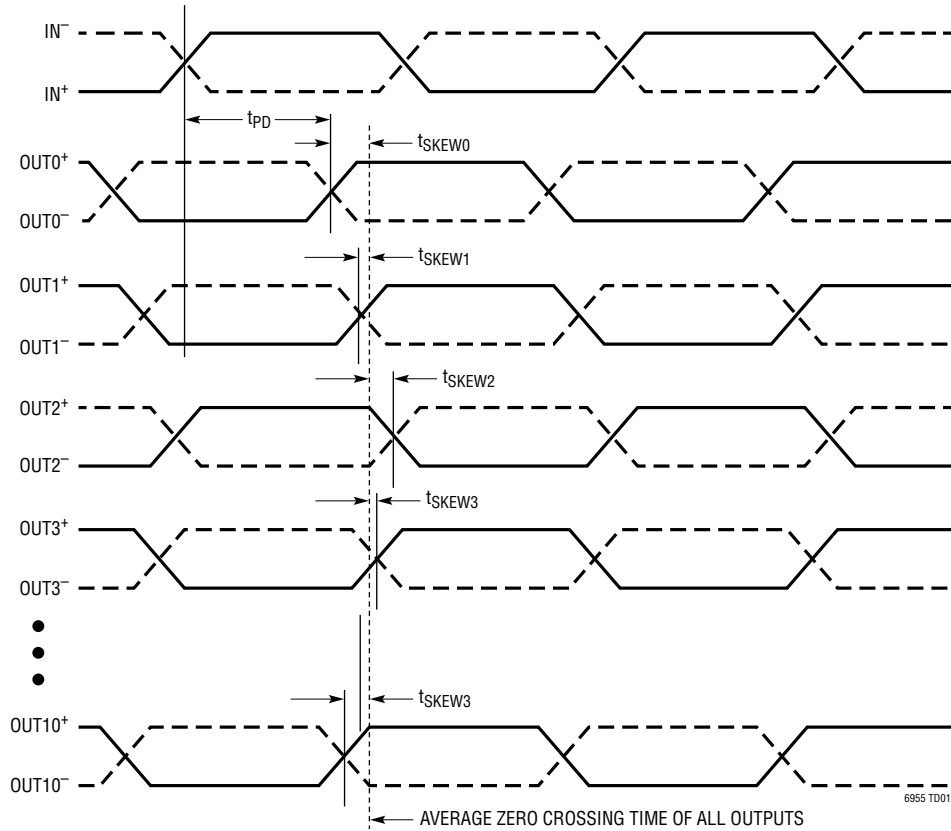 IN⁻
IN⁺
tPD
tSKEW0
OUT0⁺
OUT0⁻
tSKEW1
OUT1⁺
OUT1⁻
tSKEW2
OUT2⁺
OUT2⁻
tSKEW3
OUT3⁺
OUT3⁻
tSKEW3
OUT10⁺
OUT10⁻
6955 TD01
AVERAGE ZERO CROSSING TIME OF ALL OUTPUTS